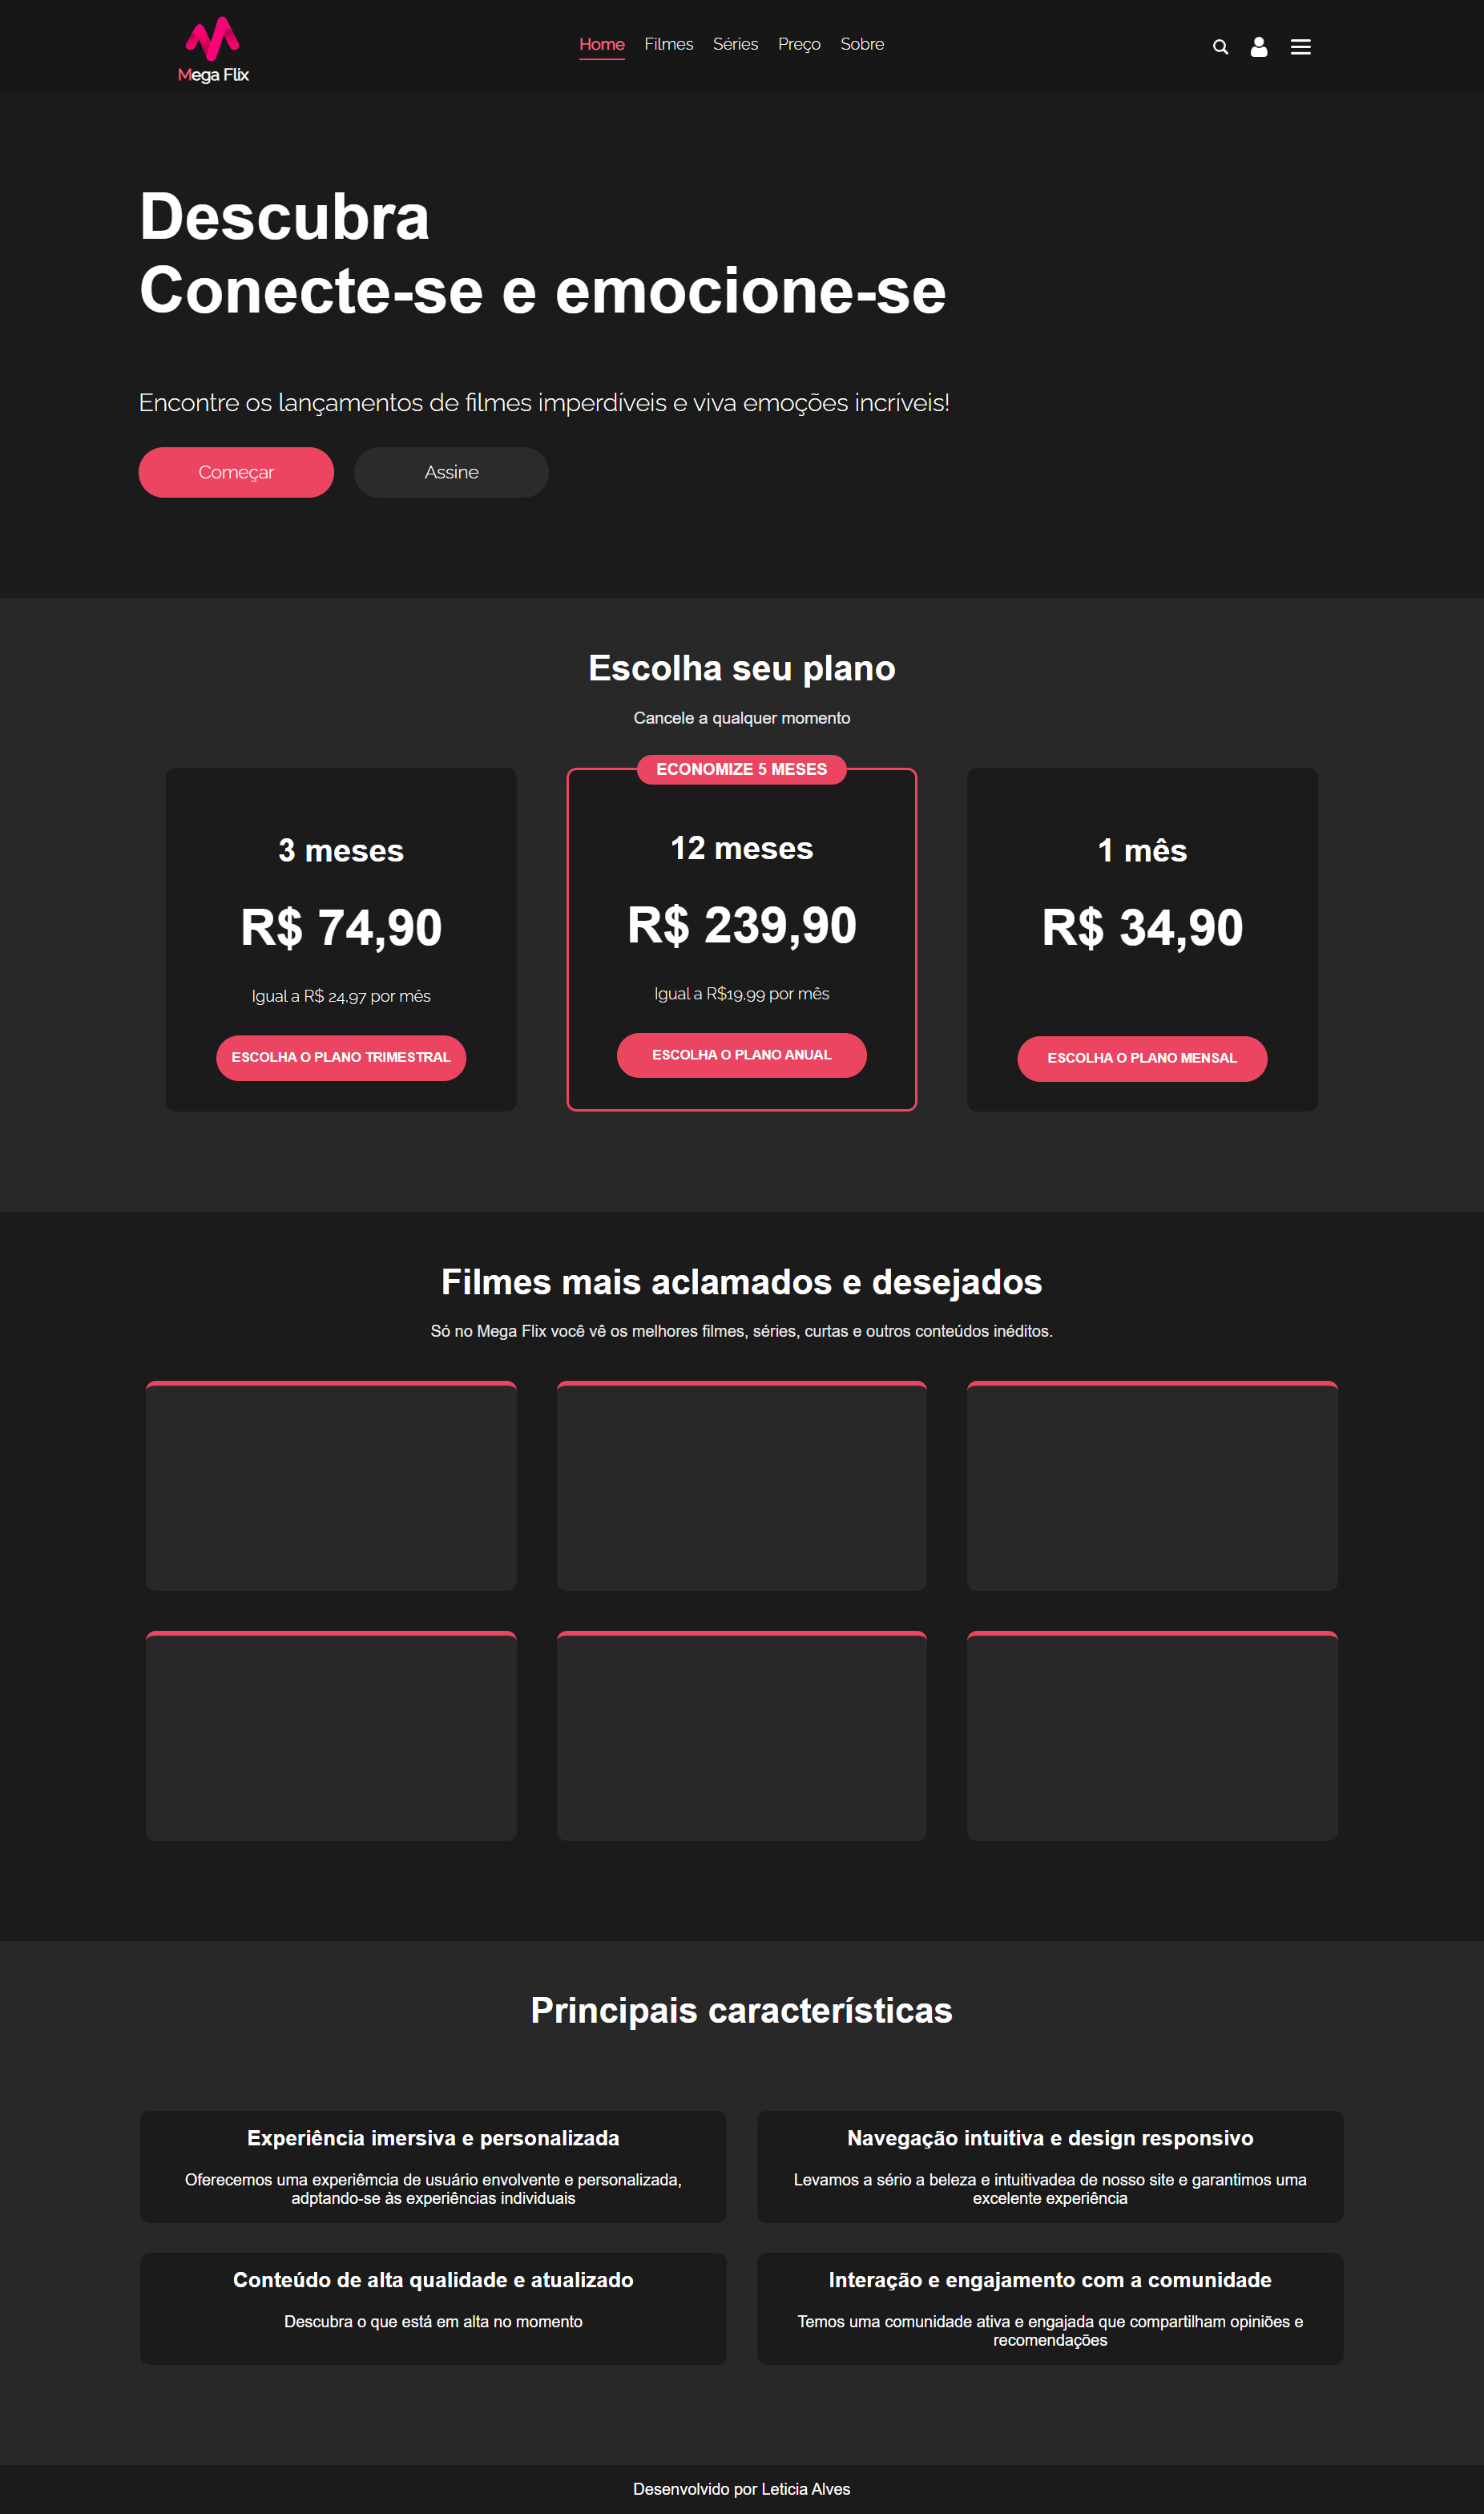 Mega Flix
Home
Filmes
Séries
Preço
Sobre
Descubra
Conecte-se e emocione-se
Encontre os lançamentos de filmes imperdíveis e viva emoções incríveis!
Começar
Assine
Escolha seu plano
Cancele a qualquer momento
3 meses
R$ 74,90
Igual a R$ 24,97 por mês
ESCOLHA O PLANO TRIMESTRAL
ECONOMIZE 5 MESES
12 meses
R$ 239,90
Igual a R$19,99 por mês
ESCOLHA O PLANO ANUAL
1 mês
R$ 34,90
ESCOLHA O PLANO MENSAL
Filmes mais aclamados e desejados
Só no Mega Flix você vê os melhores filmes, séries, curtas e outros conteúdos inéditos.
Principais características
Experiência imersiva e personalizada
Oferecemos uma experiêmcia de usuário envolvente e personalizada,
adptando-se às experiências individuais
Navegação intuitiva e design responsivo
Levamos a sério a beleza e intuitivadea de nosso site e garantimos uma
excelente experiência
Conteúdo de alta qualidade e atualizado
Descubra o que está em alta no momento
Interação e engajamento com a comunidade
Temos uma comunidade ativa e engajada que compartilham opiniões e
recomendações
Desenvolvido por Leticia Alves